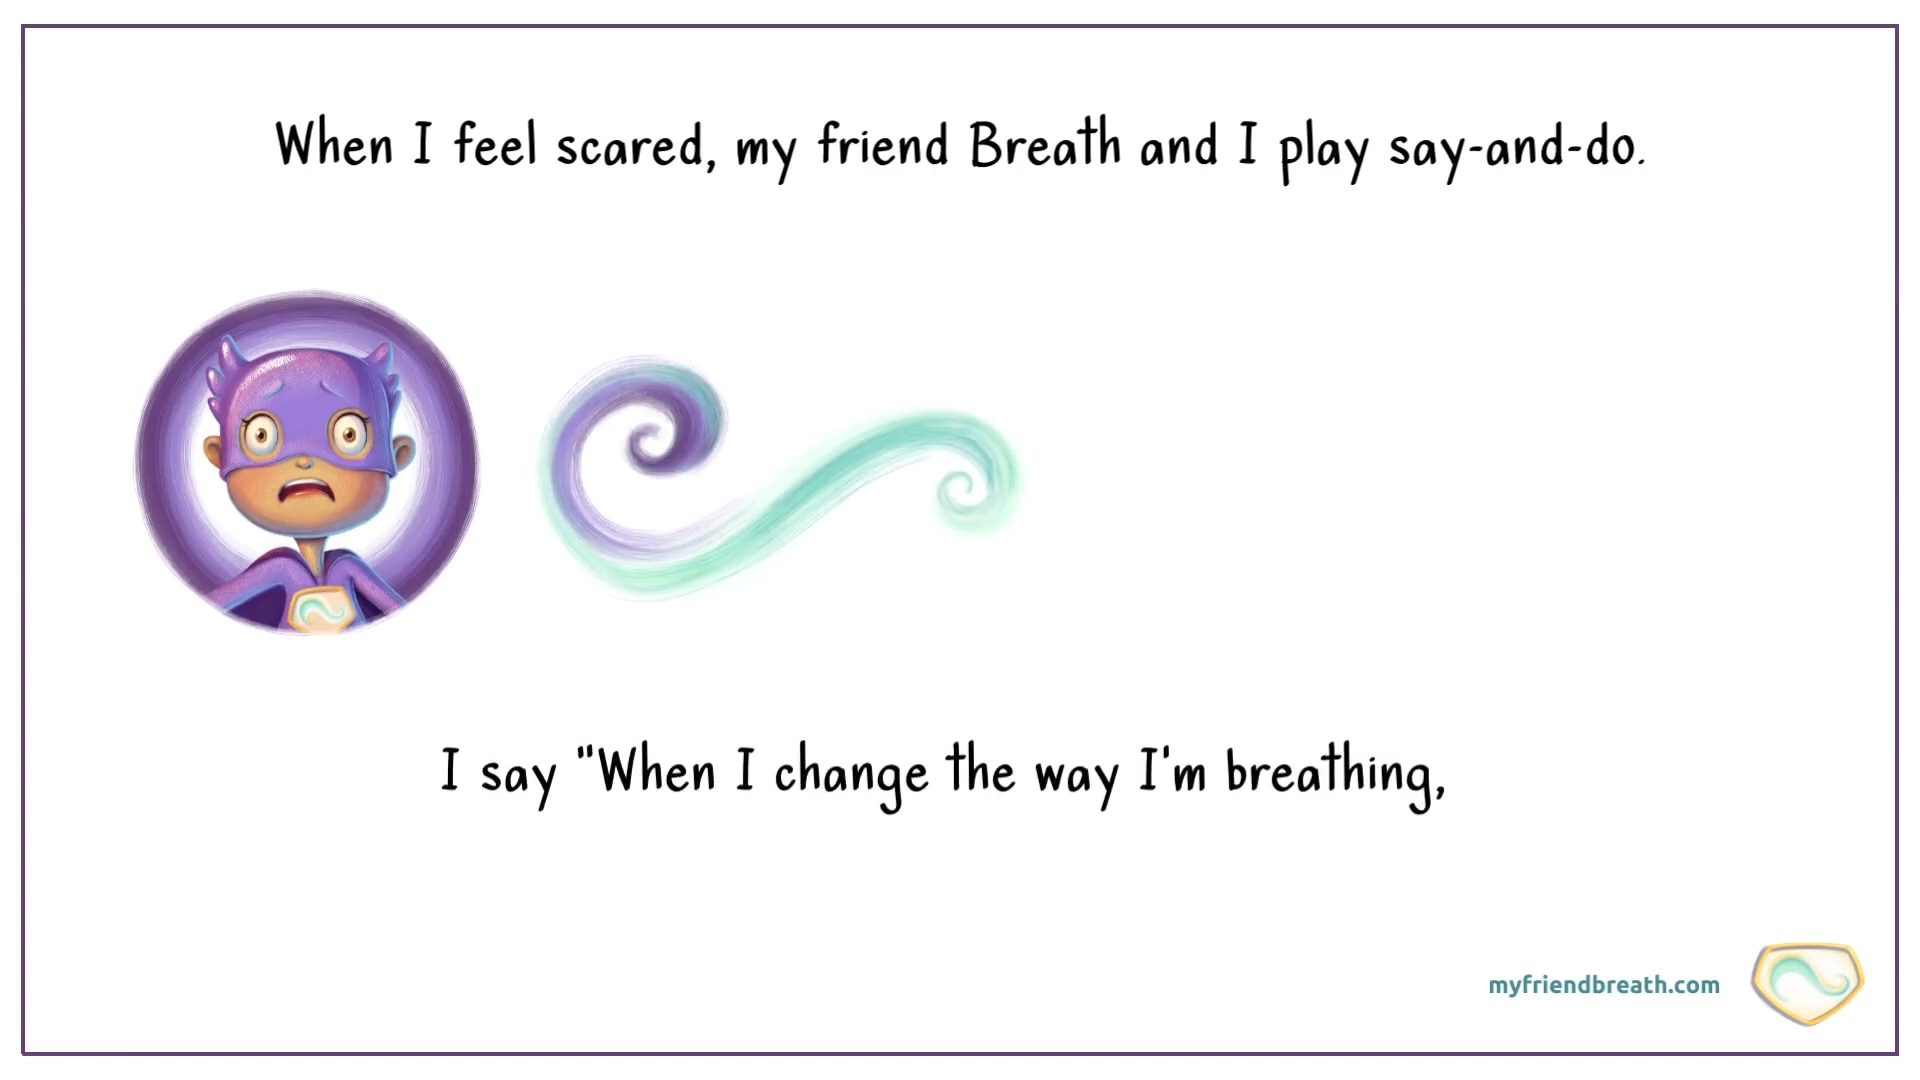 When I feel scared, my friend Breath and I play say-and-do.
I say "When I change the way I'm breathing,
myfriendbreath.com